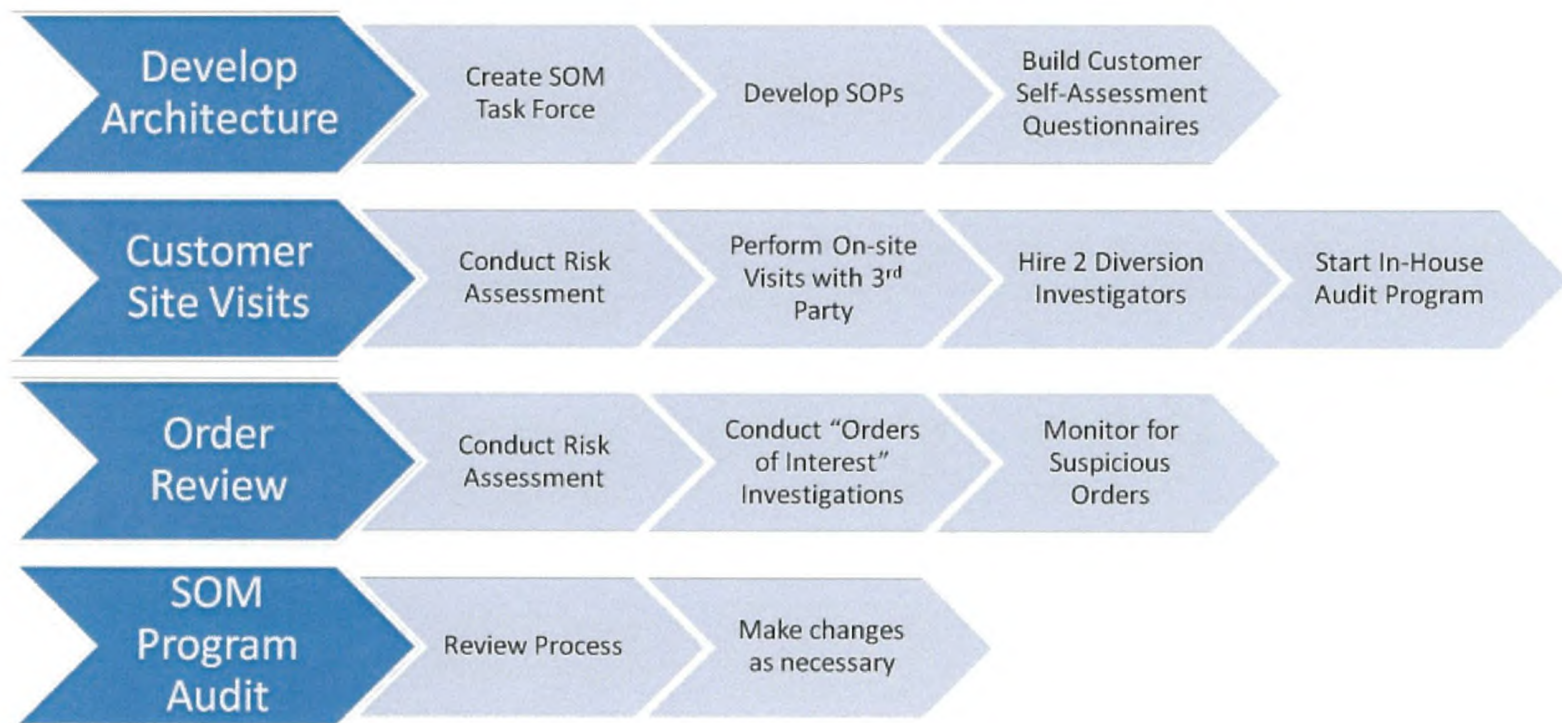 Develop
Architecture
Create SOM
Task Force
Develop SOPs
Build Customer
Self-Assessment
Questionnaires
Customer
Site Visits
Conduct Risk
Assessment
Perform On-site
Visits with 3rd
Party
Hire 2 Diversion
Investigators
Start In-House
Audit Program
Order
Review
Conduct Risk
Assessment
Conduct “Orders
of Interest”
Investigations
Monitor for
Suspicious
Orders
SOM
Program
Audit
Review Process
Make changes
as necessary